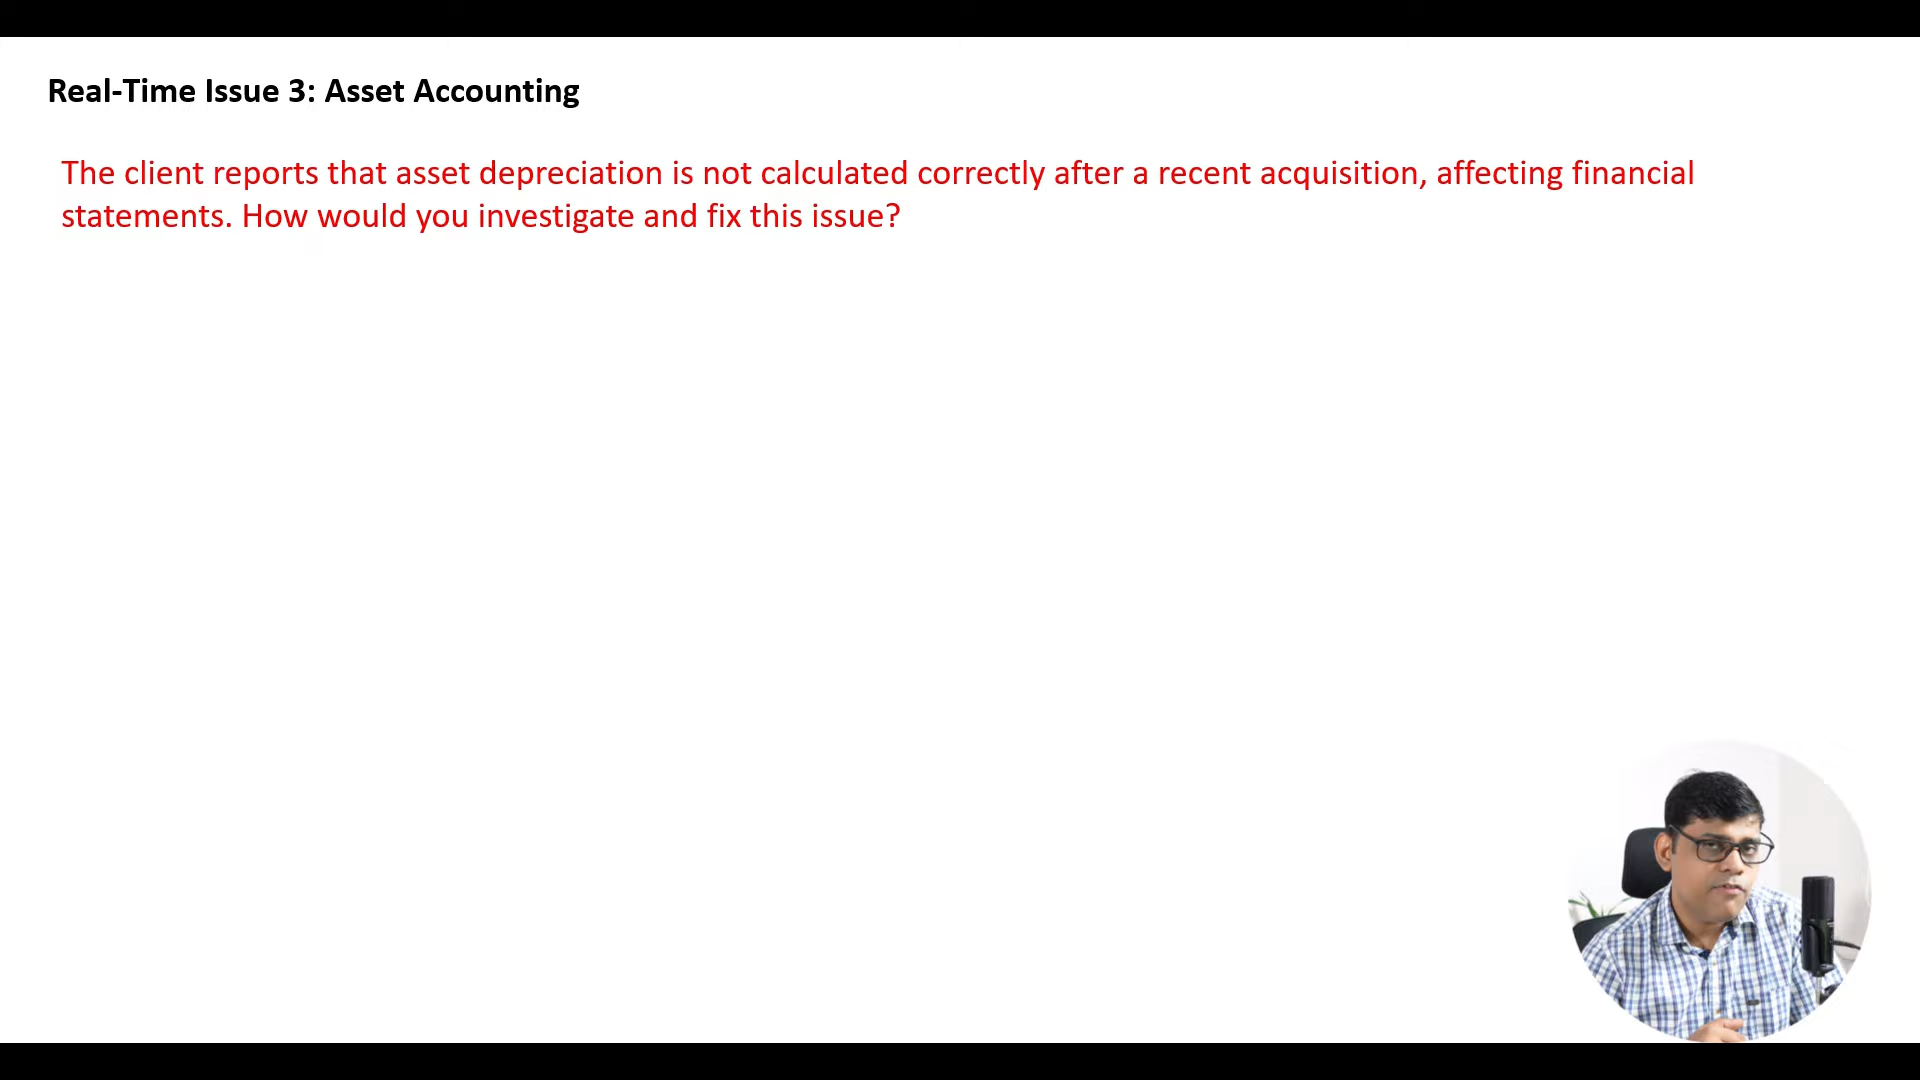 Real-Time Issue 3: Asset Accounting
The client reports that asset depreciation is not calculated correctly after a recent acquisition, affecting financial
statements. How would you investigate and fix this issue?